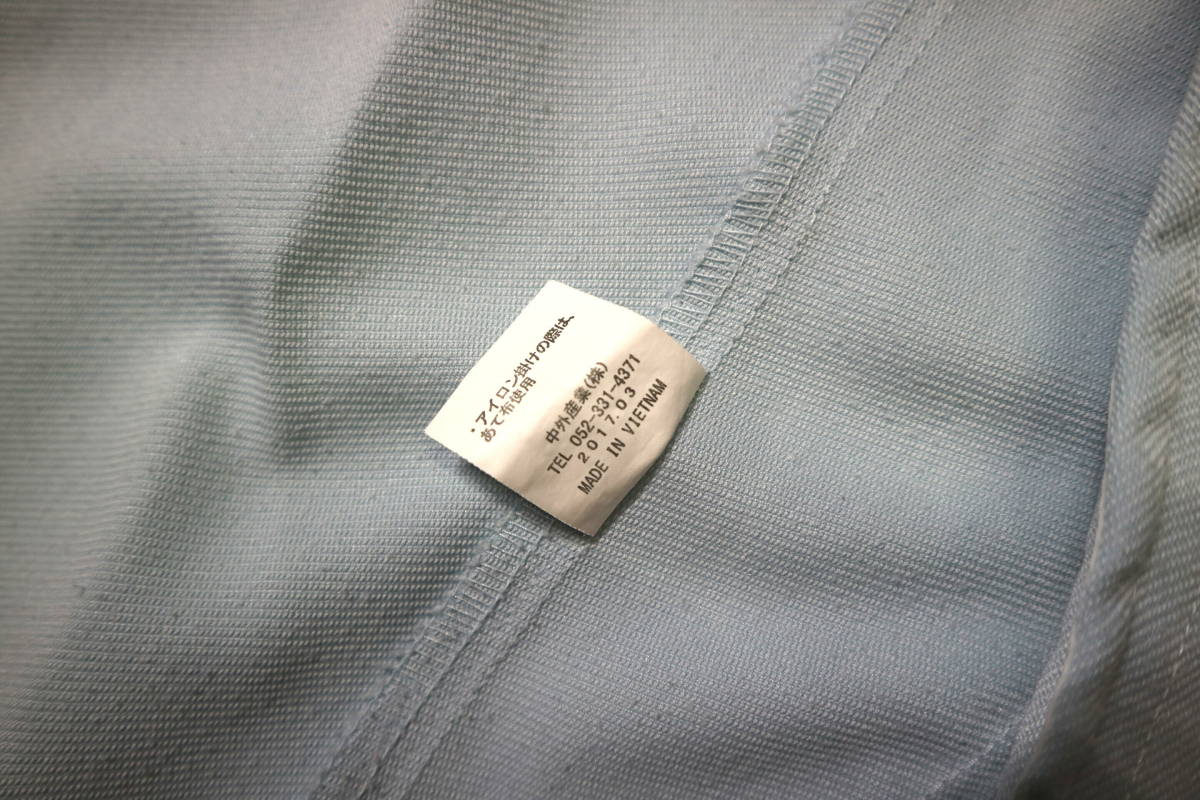 ・アイロン掛けの際は、
あて布使用
中外産業(株)
TEL 052-331-4371
2017.03
MADE IN VIETNAM